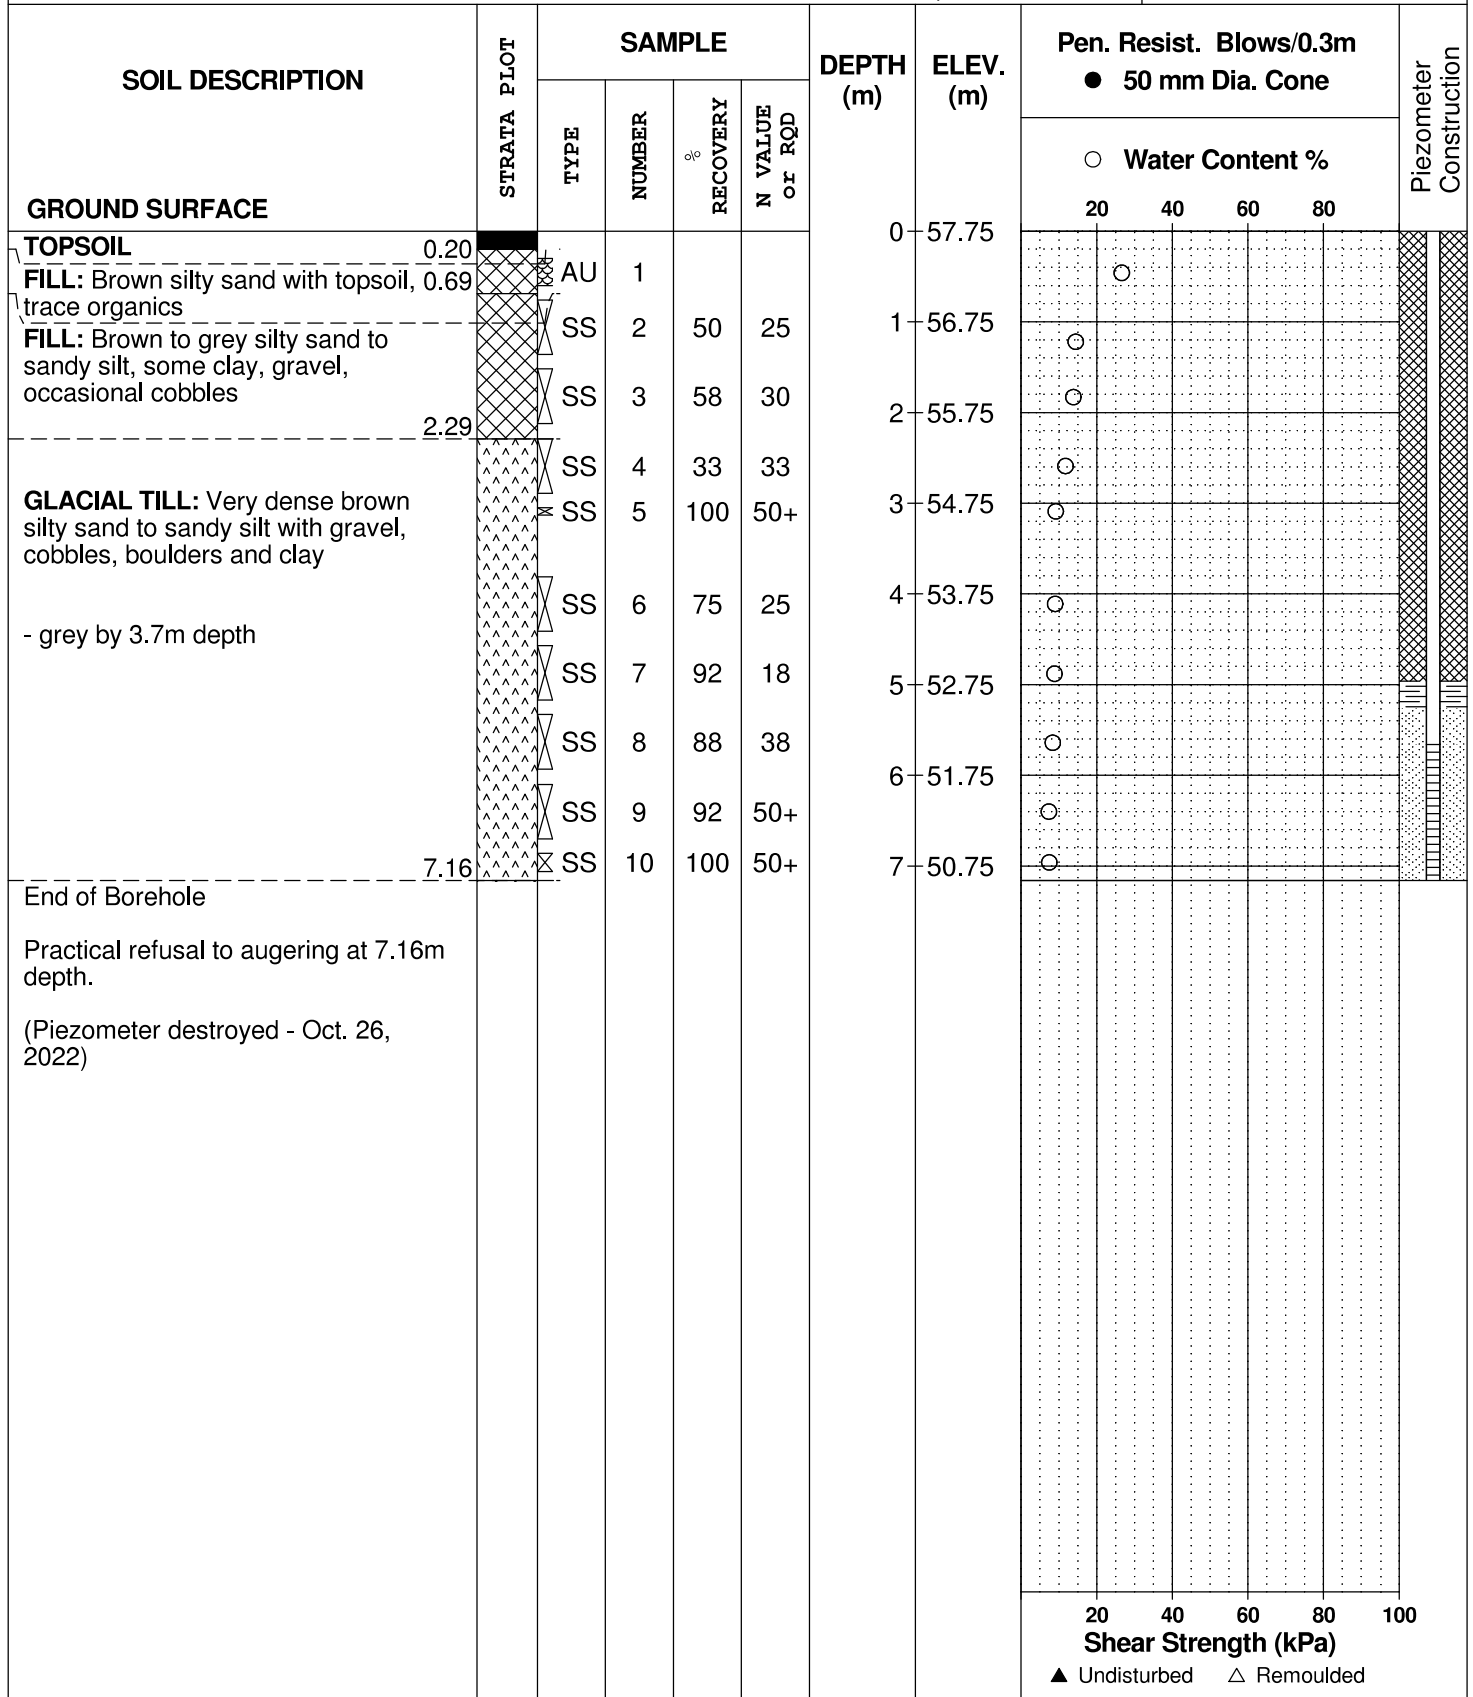 SOIL DESCRIPTION
GROUND SURFACE
STRATA PLOT
SAMPLE
TYPE
NUMBER
% RECOVERY
N VALUE or RQD
DEPTH (m)
ELEV. (m)
Pen. Resist. Blows/0.3m
● 50 mm Dia. Cone
○ Water Content %
20 40 60 80
Piezometer Construction
TOPSOIL 0.20
FILL: Brown silty sand with topsoil, 0.69
trace organics
FILL: Brown to grey silty sand to
sandy silt, some clay, gravel,
occasional cobbles
2.29
GLACIAL TILL: Very dense brown
silty sand to sandy silt with gravel,
cobbles, boulders and clay
- grey by 3.7m depth
7.16
End of Borehole
Practical refusal to augering at 7.16m
depth.
(Piezometer destroyed - Oct. 26,
2022)
AU 1
SS 2 50 25
SS 3 58 30
SS 4 33 33
SS 5 100 50+
SS 6 75 25
SS 7 92 18
SS 8 88 38
SS 9 92 50+
SS 10 100 50+
0 57.75
1 56.75
2 55.75
3 54.75
4 53.75
5 52.75
6 51.75
7 50.75
20 40 60 80 100
Shear Strength (kPa)
▲ Undisturbed △ Remoulded